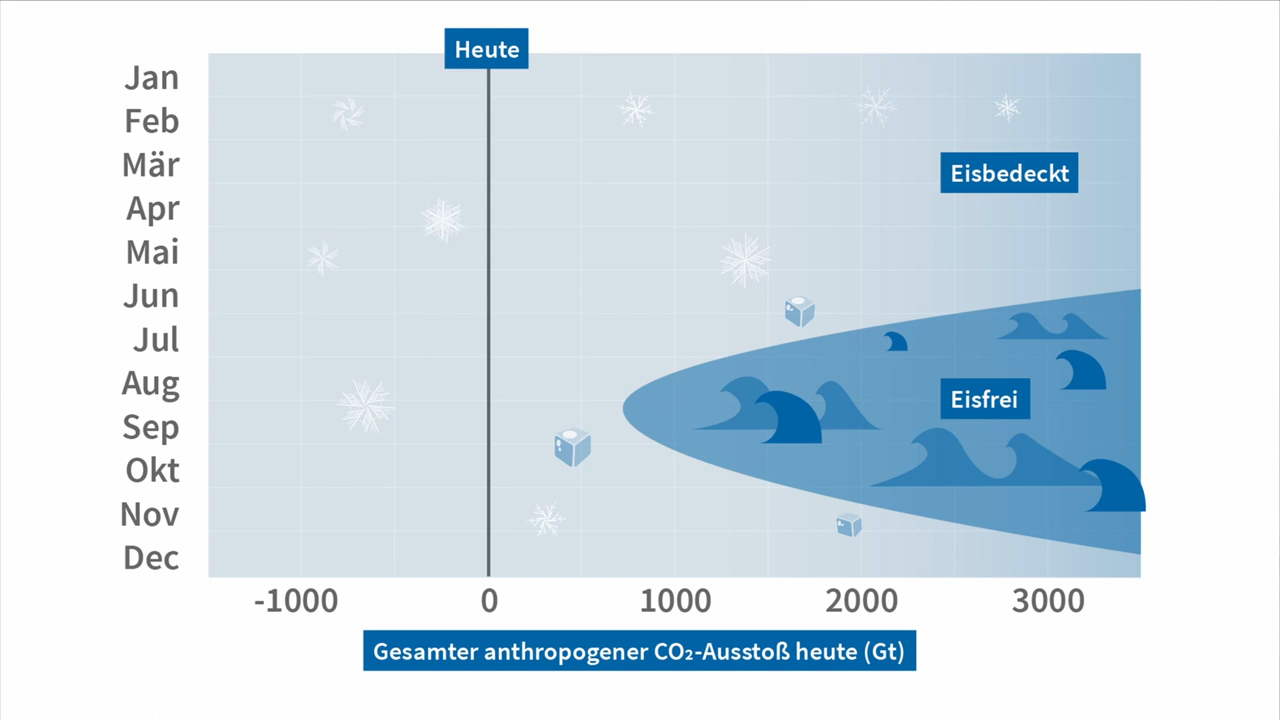 Heute
Jan
Feb
Mär
Apr
Mai
Jun
Jul
Aug
Sep
Okt
Nov
Dec
Eisbedeckt
Eisfrei
-1000 0 1000 2000 3000
Gesamter anthropogener CO₂-Ausstoß heute (Gt)